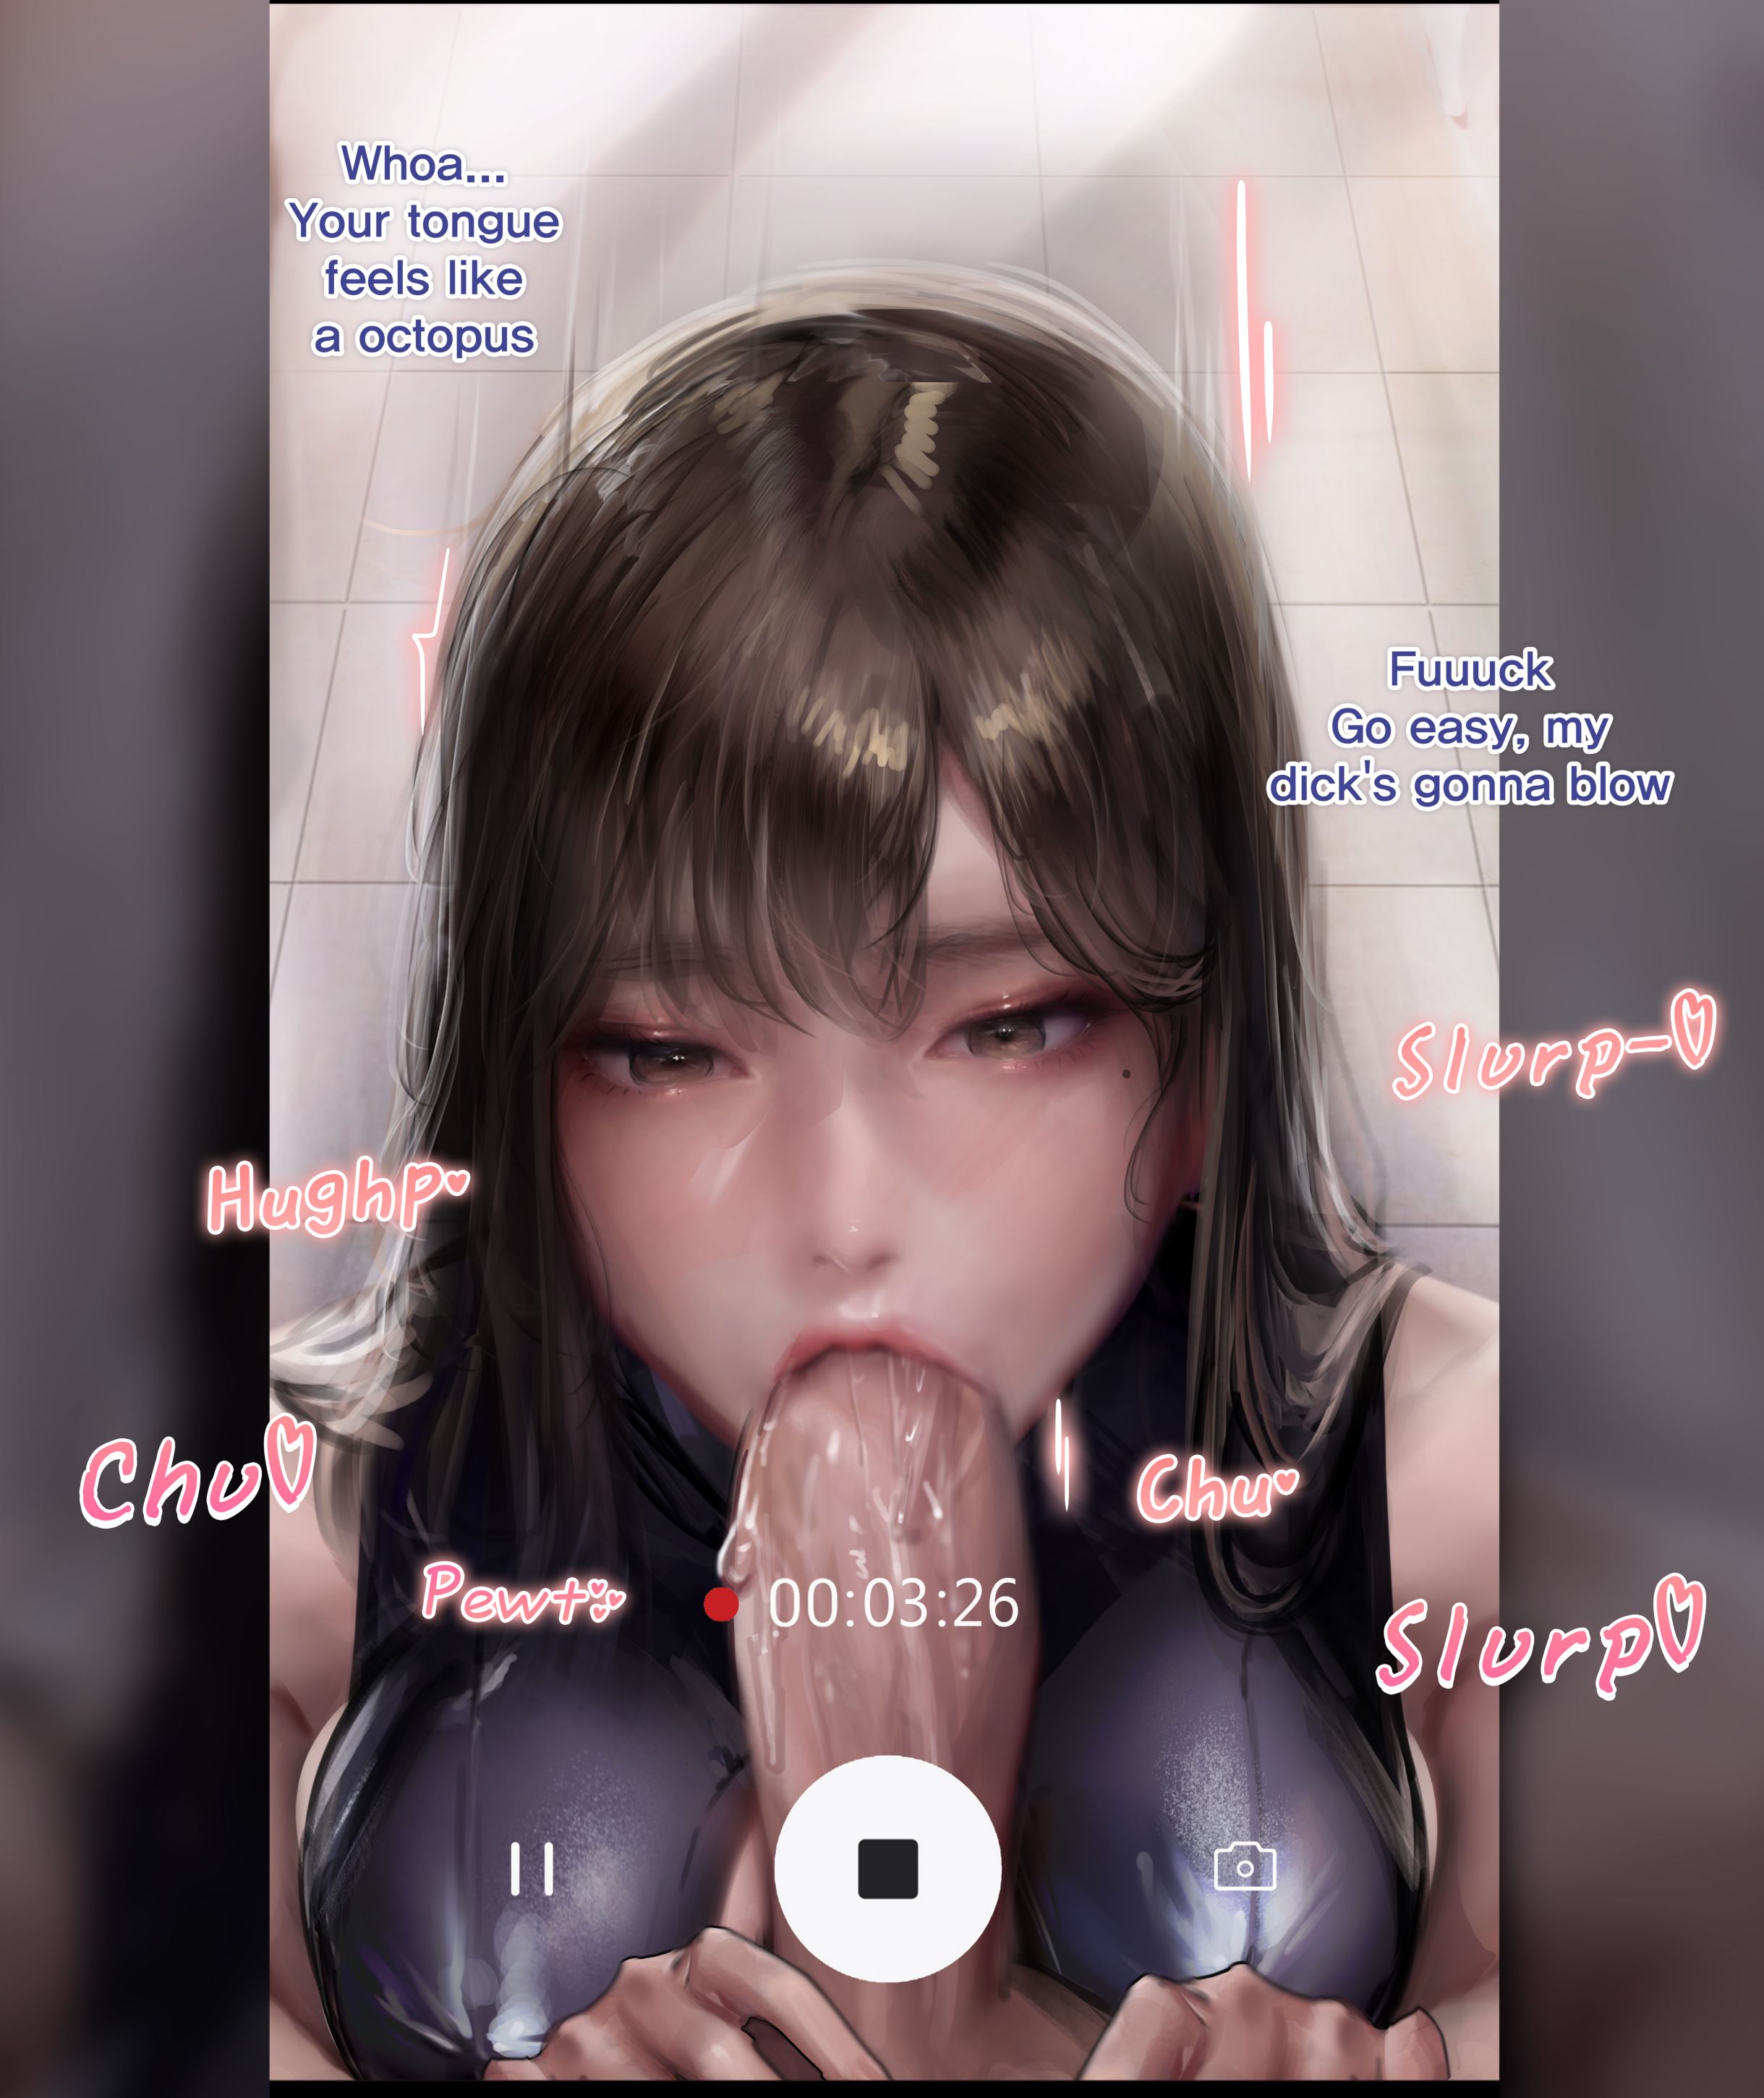 Whoa...
Your tongue
feels like
a octopus
Fuuuck
Go easy, my
dick's gonna blow
Slurp-
Hughp
Chu
Chu
Pewt
00:03:26
Slurp